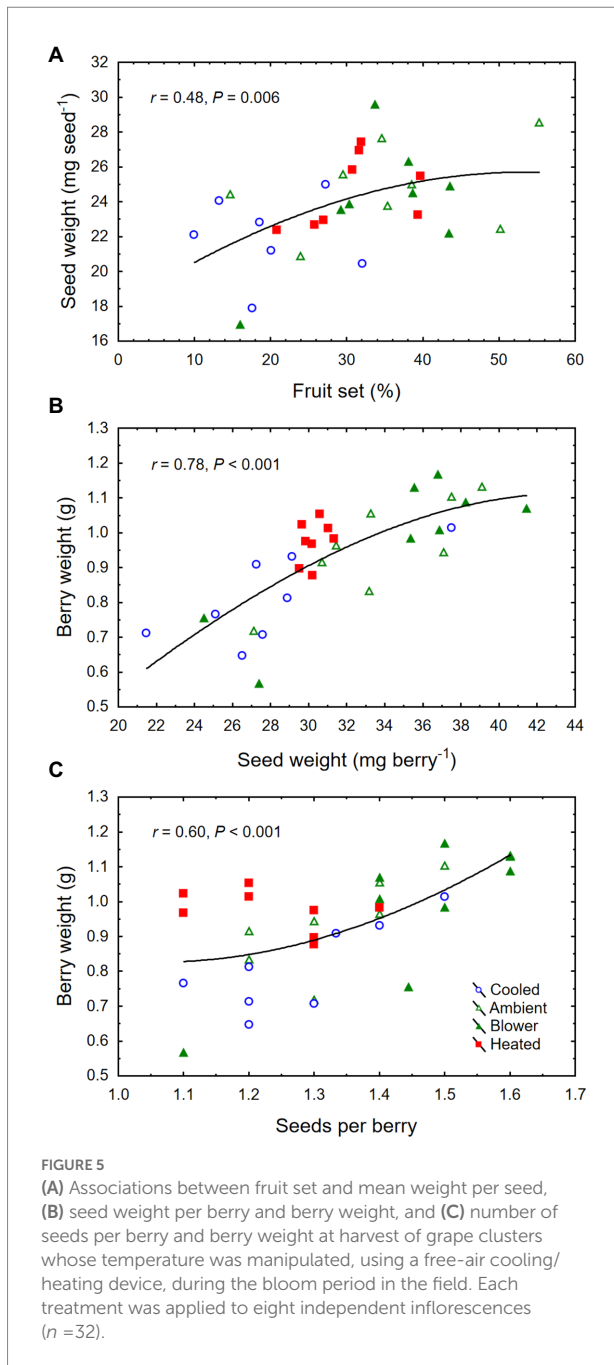 A
r = 0.48, P = 0.006
Seed weight (mg seed⁻¹)
32
30
28
26
24
22
20
18
16
0 10 20 30 40 50 60
Fruit set (%)
B
r = 0.78, P < 0.001
Berry weight (g)
1.3
1.2
1.1
1.0
0.9
0.8
0.7
0.6
0.5
20 22 24 26 28 30 32 34 36 38 40 42 44
Seed weight (mg berry⁻¹)
C
r = 0.60, P < 0.001
Berry weight (g)
1.3
1.2
1.1
1.0
0.9
0.8
0.7
0.6
0.5
Cooled
Ambient
Blower
Heated
1.0 1.1 1.2 1.3 1.4 1.5 1.6 1.7
Seeds per berry
FIGURE 5
(A) Associations between fruit set and mean weight per seed,
(B) seed weight per berry and berry weight, and (C) number of
seeds per berry and berry weight at harvest of grape clusters
whose temperature was manipulated, using a free-air cooling/
heating device, during the bloom period in the field. Each
treatment was applied to eight independent inflorescences
(n =32).